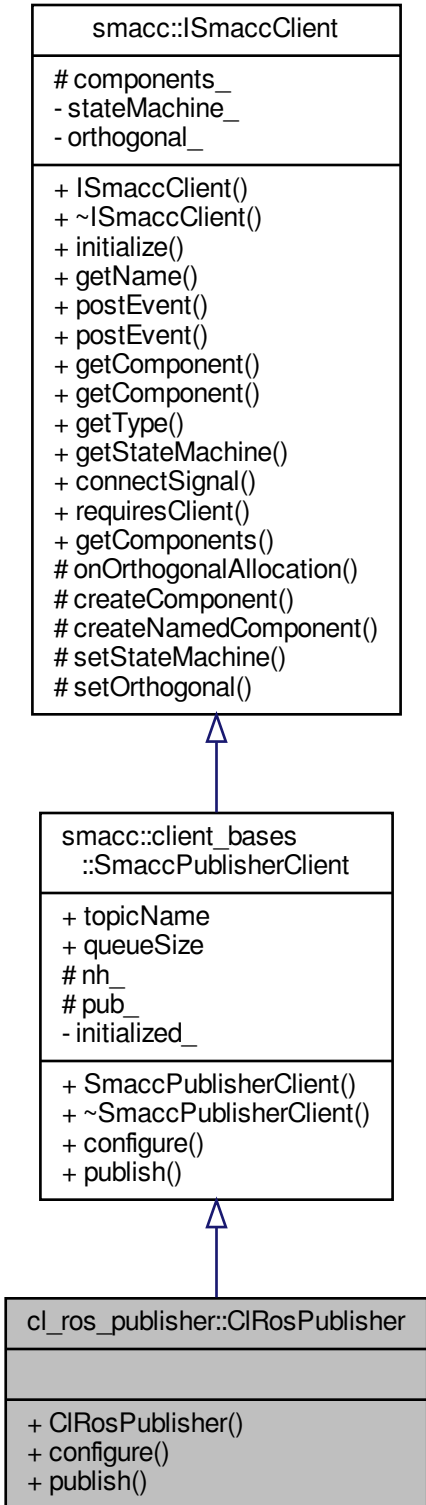 smacc::ISmaccClient
# components_
- stateMachine_
- orthogonal_
+ ISmaccClient()
+ ~ISmaccClient()
+ initialize()
+ getName()
+ postEvent()
+ postEvent()
+ getComponent()
+ getComponent()
+ getType()
+ getStateMachine()
+ connectSignal()
+ requiresClient()
+ getComponents()
# onOrthogonalAllocation()
# createComponent()
# createNamedComponent()
# setStateMachine()
# setOrthogonal()
smacc::client_bases
::SmaccPublisherClient
+ topicName
+ queueSize
# nh_
# pub_
- initialized_
+ SmaccPublisherClient()
+ ~SmaccPublisherClient()
+ configure()
+ publish()
cl_ros_publisher::ClRosPublisher
+ ClRosPublisher()
+ configure()
+ publish()